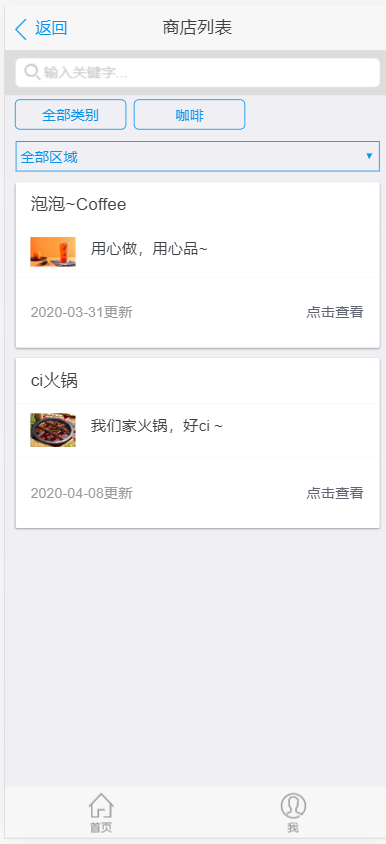 返回 商店列表
输入关键字...
全部类别 咖啡
全部区域
泡泡~Coffee
用心做，用心品~
2020-03-31更新 点击查看
ci火锅
我们家火锅，好ci ~
2020-04-08更新 点击查看
首页 我